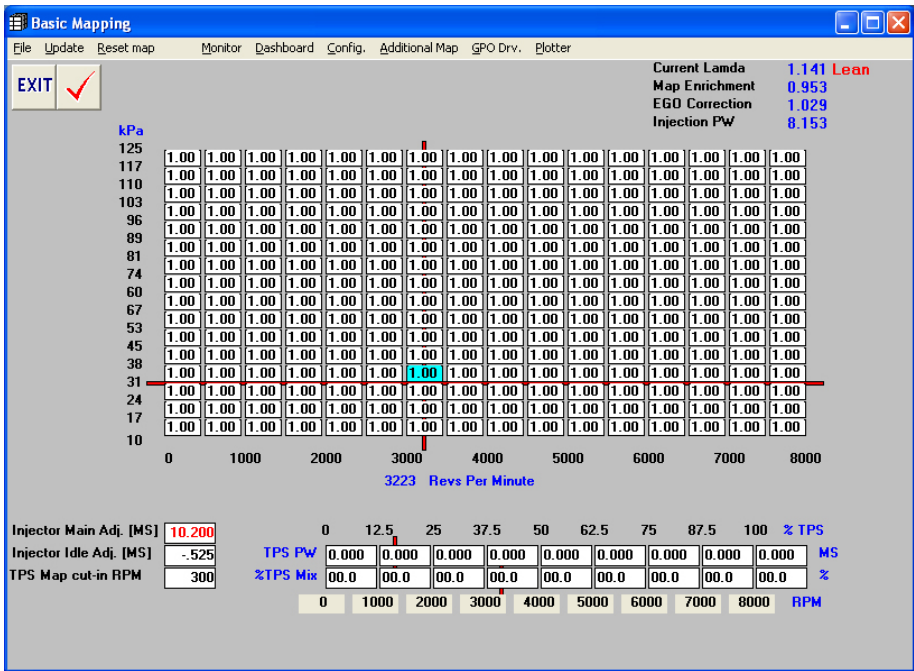 Basic Mapping
File Update Reset map Monitor Dashboard Config. Additional Map GPO Drv. Plotter
EXIT
Current Lamda 1.141 Lean
Map Enrichment 0.953
EGO Correction 1.029
Injection PW 8.153
kPa
125
1.00 1.00 1.00 1.00 1.00 1.00 1.00 1.00 1.00 1.00 1.00 1.00 1.00 1.00 1.00 1.00
117
1.00 1.00 1.00 1.00 1.00 1.00 1.00 1.00 1.00 1.00 1.00 1.00 1.00 1.00 1.00 1.00
110
1.00 1.00 1.00 1.00 1.00 1.00 1.00 1.00 1.00 1.00 1.00 1.00 1.00 1.00 1.00 1.00
103
1.00 1.00 1.00 1.00 1.00 1.00 1.00 1.00 1.00 1.00 1.00 1.00 1.00 1.00 1.00 1.00
96
1.00 1.00 1.00 1.00 1.00 1.00 1.00 1.00 1.00 1.00 1.00 1.00 1.00 1.00 1.00 1.00
89
1.00 1.00 1.00 1.00 1.00 1.00 1.00 1.00 1.00 1.00 1.00 1.00 1.00 1.00 1.00 1.00
81
1.00 1.00 1.00 1.00 1.00 1.00 1.00 1.00 1.00 1.00 1.00 1.00 1.00 1.00 1.00 1.00
74
1.00 1.00 1.00 1.00 1.00 1.00 1.00 1.00 1.00 1.00 1.00 1.00 1.00 1.00 1.00 1.00
60
1.00 1.00 1.00 1.00 1.00 1.00 1.00 1.00 1.00 1.00 1.00 1.00 1.00 1.00 1.00 1.00
67
1.00 1.00 1.00 1.00 1.00 1.00 1.00 1.00 1.00 1.00 1.00 1.00 1.00 1.00 1.00 1.00
53
1.00 1.00 1.00 1.00 1.00 1.00 1.00 1.00 1.00 1.00 1.00 1.00 1.00 1.00 1.00 1.00
45
1.00 1.00 1.00 1.00 1.00 1.00 1.00 1.00 1.00 1.00 1.00 1.00 1.00 1.00 1.00 1.00
38
1.00 1.00 1.00 1.00 1.00 1.00 1.00 1.00 1.00 1.00 1.00 1.00 1.00 1.00 1.00 1.00
31
1.00 1.00 1.00 1.00 1.00 1.00 1.00 1.00 1.00 1.00 1.00 1.00 1.00 1.00 1.00 1.00
24
1.00 1.00 1.00 1.00 1.00 1.00 1.00 1.00 1.00 1.00 1.00 1.00 1.00 1.00 1.00 1.00
17
1.00 1.00 1.00 1.00 1.00 1.00 1.00 1.00 1.00 1.00 1.00 1.00 1.00 1.00 1.00 1.00
10
0 1000 2000 3000 4000 5000 6000 7000 8000
3223 Revs Per Minute
Injector Main Adj. [MS] 10.200
Injector Idle Adj. [MS] -.525
TPS Map cut-in RPM 300
0 12.5 25 37.5 50 62.5 75 87.5 100 % TPS
TPS PW 0.000 0.000 0.000 0.000 0.000 0.000 0.000 0.000 0.000 MS
%TPS Mix 00.0 00.0 00.0 00.0 00.0 00.0 00.0 00.0 00.0 %
0 1000 2000 3000 4000 5000 6000 7000 8000 RPM